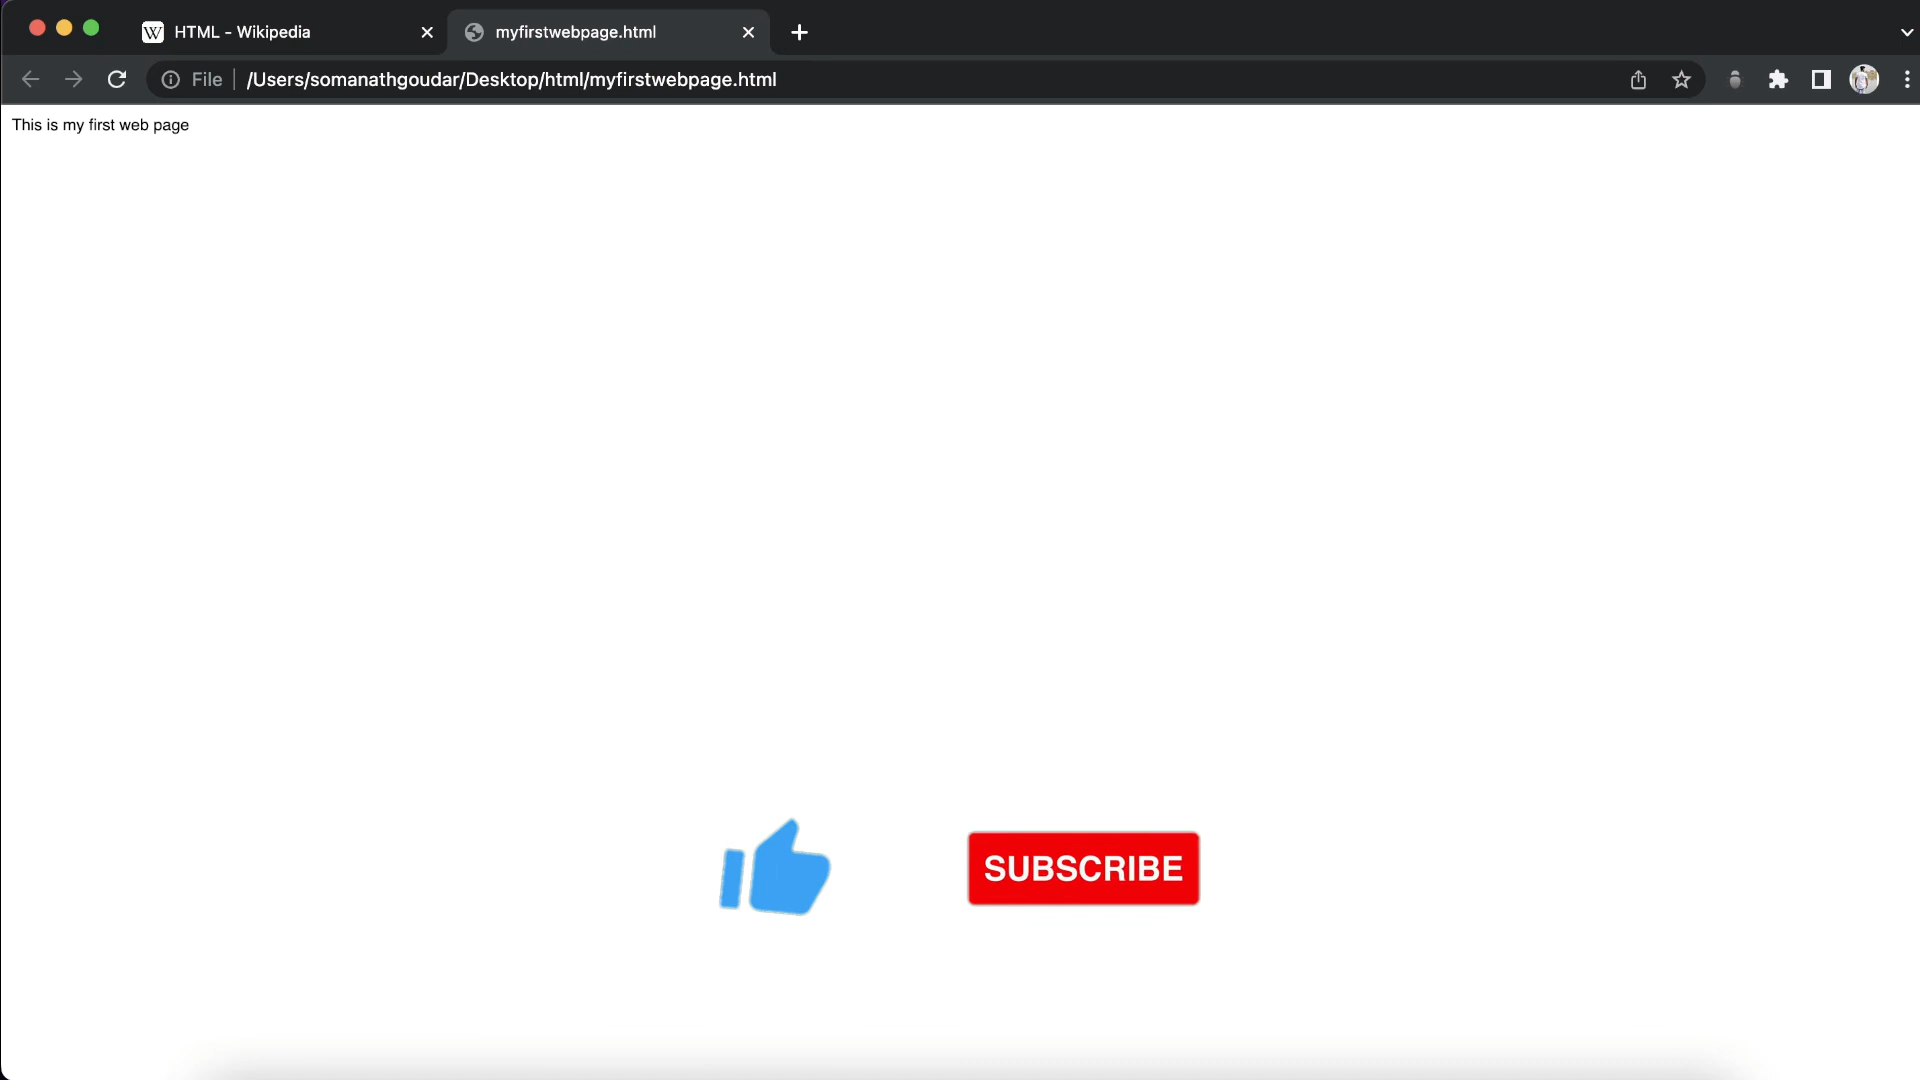 HTML - Wikipedia
myfirstwebpage.html
File
/Users/somanathgoudar/Desktop/html/myfirstwebpage.html
This is my first web page
SUBSCRIBE